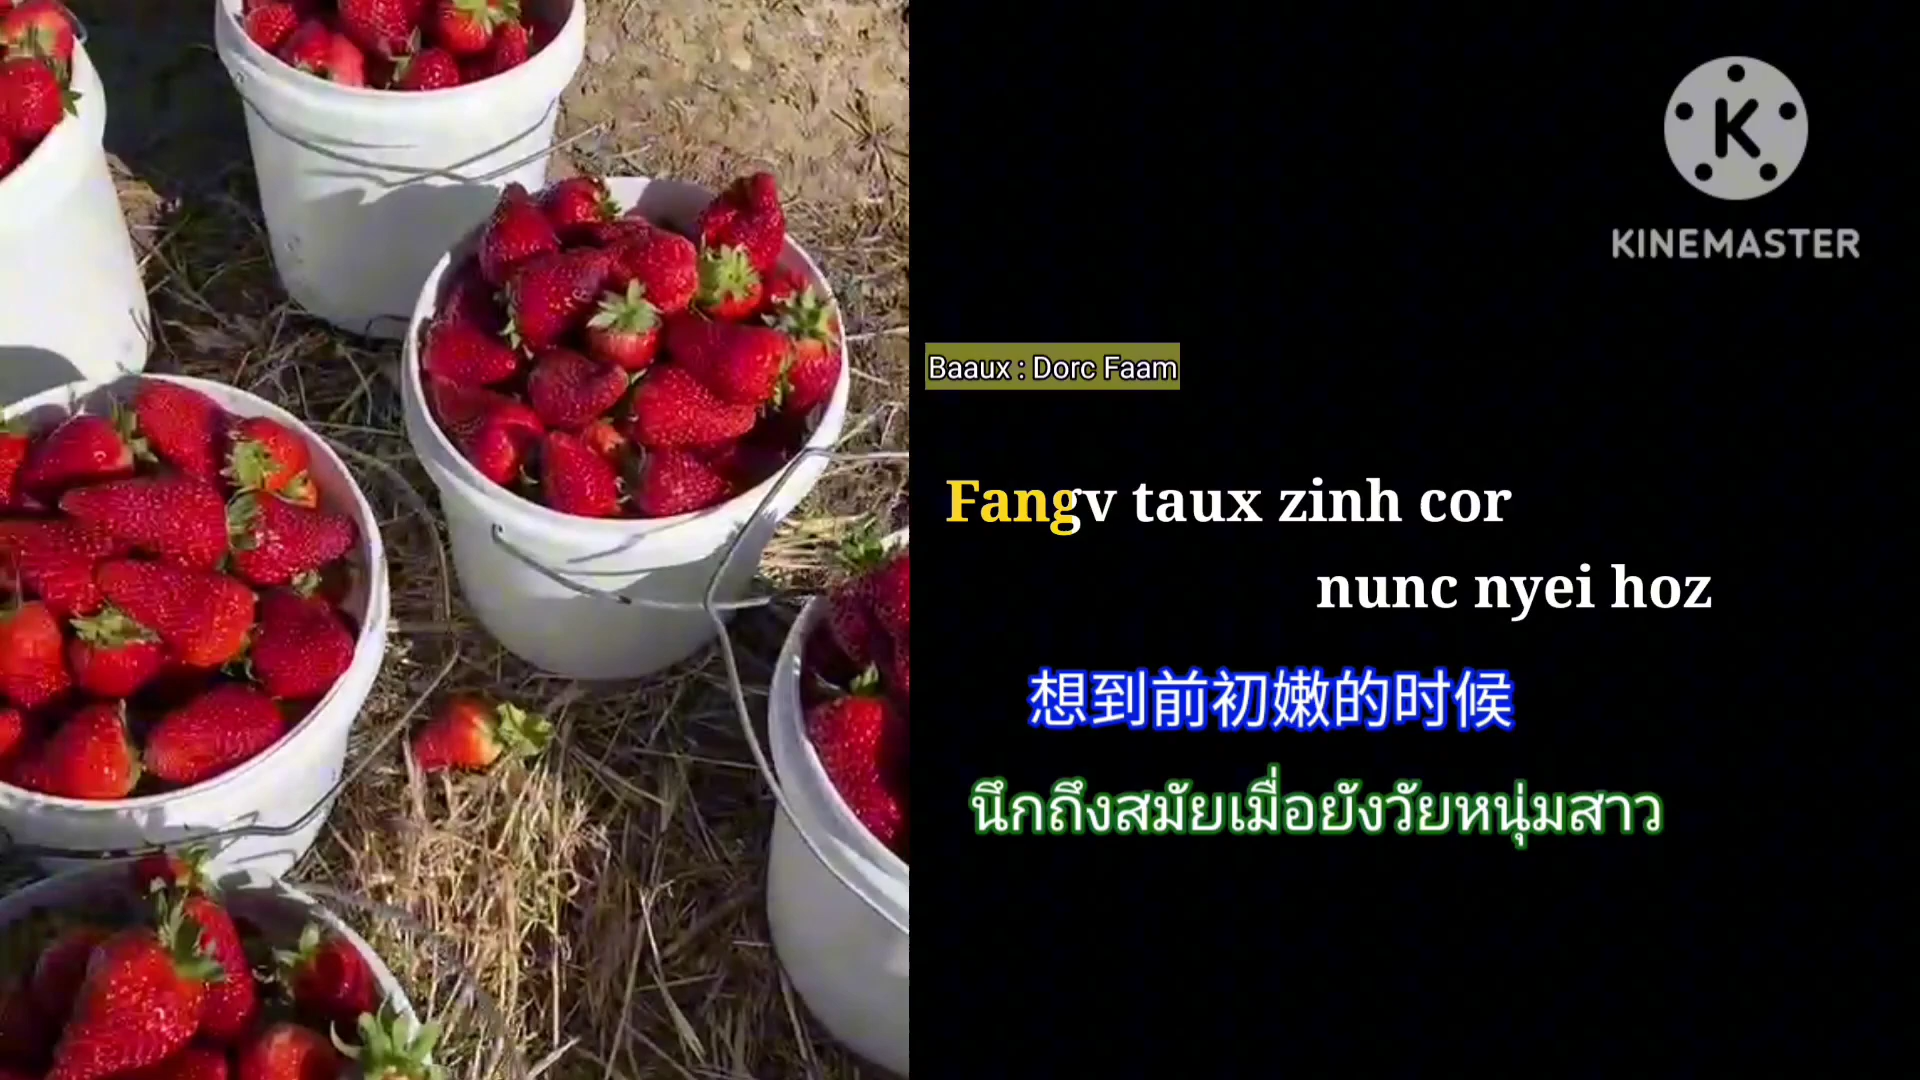 KINEMASTER
Baaux : Dorc Faam
Fangv taux zinh cor
nunc nyei hoz
想到前初嫩的时候
นึกถึงสมัยเมื่อยังวัยหนุ่มสาว